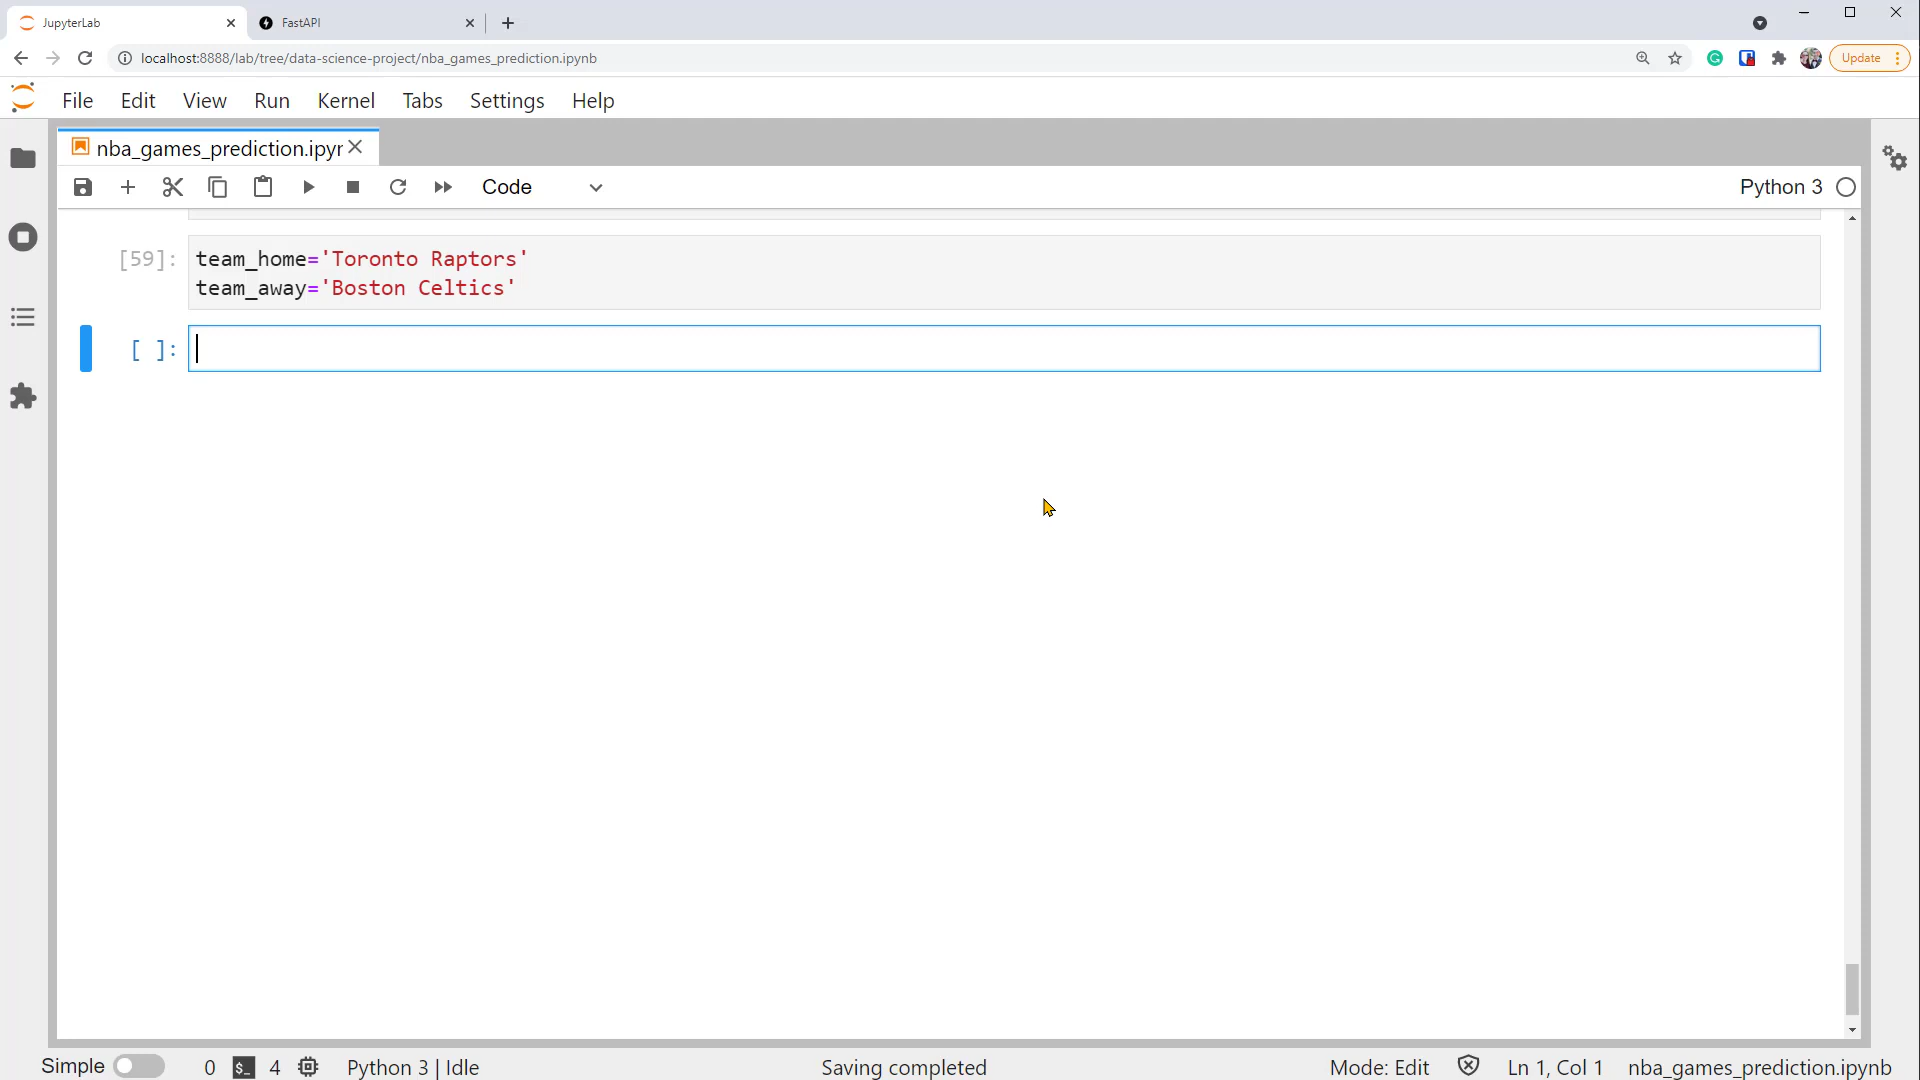 JupyterLab
FastAPI
localhost:8888/lab/tree/data-science-project/nba_games_prediction.ipynb
Update
File Edit View Run Kernel Tabs Settings Help
nba_games_prediction.ipyr
Code
Python 3
[59]:
team_home='Toronto Raptors'
team_away='Boston Celtics'
[ ]:
Simple 0 $_ 4 Python 3 | Idle Saving completed Mode: Edit Ln 1, Col 1 nba_games_prediction.ipynb